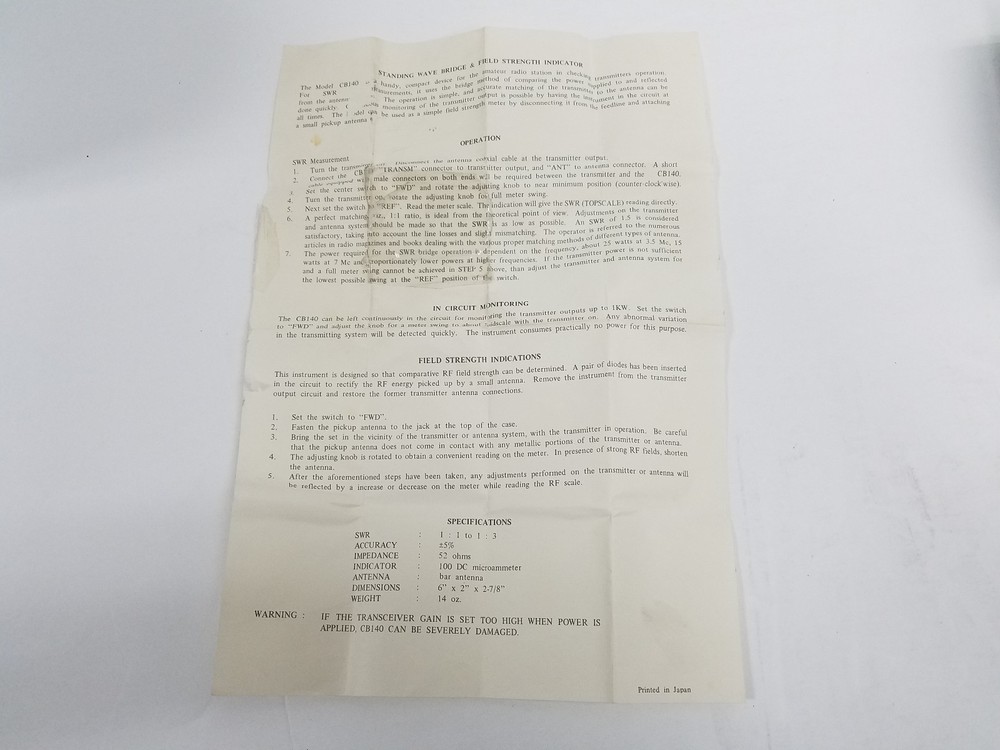 STANDING WAVE BRIDGE & FIELD STRENGTH INDICATOR
The Model CB140 is a handy, compact device for the amateur radio station in checking transmitters operation.
For SWR measurements, it uses the bridge method of comparing the power supplied to and reflected
from the antenna. The operation is simple, and accurate matching of the transmitter to the antenna can be
done quickly. monitoring of the transmitter output is possible by having the instrument in the circuit at
all times. The be used as a simple field strength meter by disconnecting it from the feedline and attaching
a small pickup antenna
OPERATION
SWR Measurement
1. Turn the Disconnect the antenna coaxial cable at the transmitter output.
2. Connect the CB "TRANSM" connector to transmitter output, and "ANT" to antenna connector. A short
cable equipped with male connectors on both ends will be required between the transmitter and the CB140.
3. Set the center switch to "FWD" and rotate the adjusting knob to near minimum position (counter-clock'wise).
4. Turn the transmitter on, rotate the adjusting knob for full meter swing.
5. Next set the switch "REF". Read the meter scale. The indication will give the SWR (TOPSCALE) reading directly.
6. A perfect matching, viz., 1:1 ratio, is ideal from the theoretical point of view. Adjustments on the transmitter
and antenna system should be made so that the SWR is as low as possible. An SWR of 1.5 is considered
satisfactory, taking into account the line losses and slight mismatching. The operator is referred to the numerous
articles in radio magazines and books dealing with the various proper matching methods of different types of antenna.
7. The power required for the SWR bridge operation is dependent on the frequency, about 25 watts at 3.5 Mc, 15
watts at 7 Mc and proportionately lower powers at higher frequencies. If the transmitter power is not sufficient
and a full meter swing cannot be achieved in STEP 5 above, than adjust the transmitter and antenna system for
the lowest possible swing at the "REF" position of the switch.
IN CIRCUIT MONITORING
The CB140 can be left continuously in the circuit for monitoring the transmitter outputs up to 1KW. Set the switch
to "FWD" and adjust the knob for a meter swing to about halfscale with the transmitter on. Any abnormal variation
in the transmitting system will be detected quickly. The instrument consumes practically no power for this purpose.
FIELD STRENGTH INDICATIONS
This instrument is designed so that comparative RF field strength can be determined. A pair of diodes has been inserted
in the circuit to rectify the RF energy picked up by a small antenna. Remove the instrument from the transmitter
output circuit and restore the former transmitter antenna connections.
1. Set the switch to "FWD".
2. Fasten the pickup antenna to the jack at the top of the case.
3. Bring the set in the vicinity of the transmitter or antenna system, with the transmitter in operation. Be careful
that the pickup antenna does not come in contact with any metallic portions of the transmitter or antenna.
4. The adjusting knob is rotated to obtain a convenient reading on the meter. In presence of strong RF fields, shorten
the antenna.
5. After the aforementioned steps have been taken, any adjustments performed on the transmitter or antenna will
be reflected by a increase or decrease on the meter while reading the RF scale.
SPECIFICATIONS
SWR : 1 : 1 to 1 : 3
ACCURACY : ±5%
IMPEDANCE : 52 ohms
INDICATOR : 100 DC microammeter
ANTENNA : bar antenna
DIMENSIONS : 6" x 2" x 2-7/8"
WEIGHT : 14 oz.
WARNING : IF THE TRANSCEIVER GAIN IS SET TOO HIGH WHEN POWER IS
APPLIED, CB140 CAN BE SEVERELY DAMAGED.
Printed in Japan